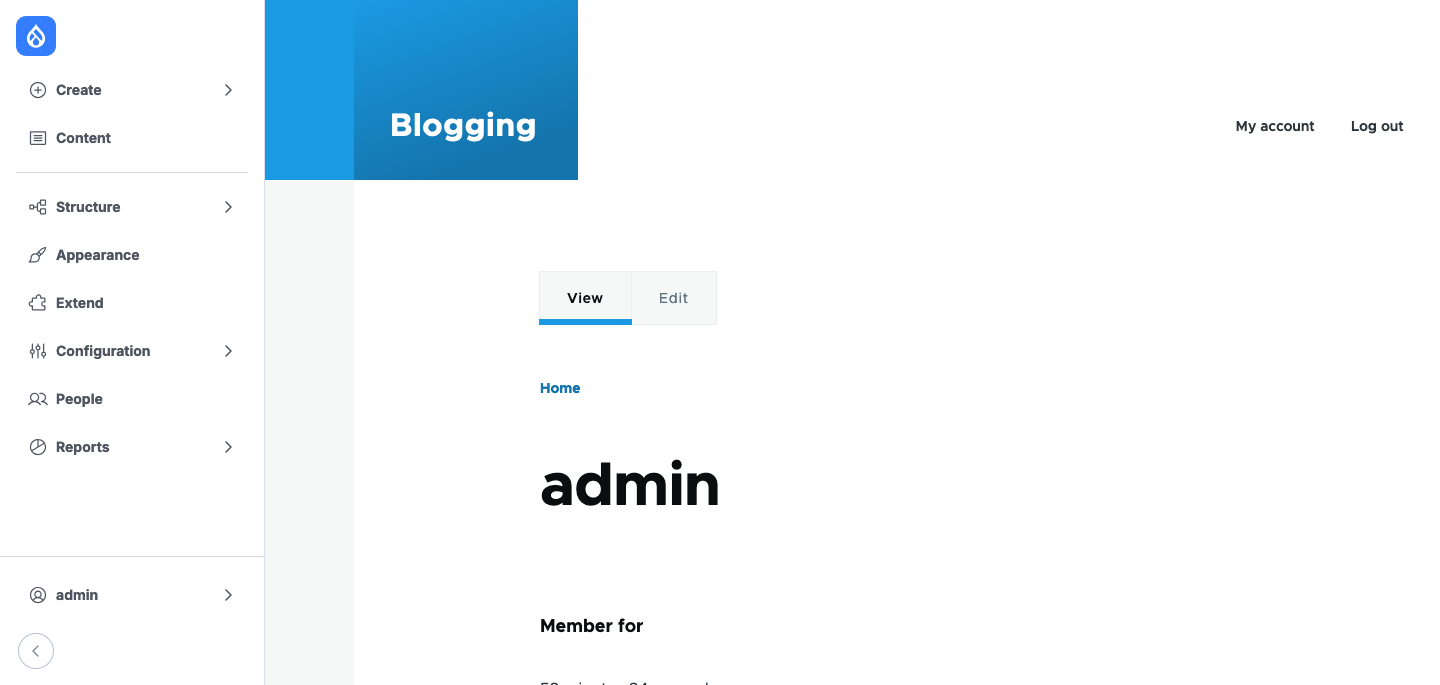 Create
Content
Structure
Appearance
Extend
Configuration
People
Reports
admin
Blogging
My account
Log out
View
Edit
Home
admin
Member for